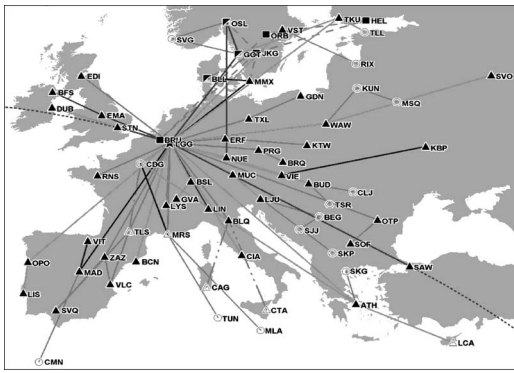 OSL
VST
TKU
HEL
ORB
TLL
SVG
JKG
RIX
BLL
MMX
EDI
KUN
SVO
BFS
GDN
MSQ
DUB
EMA
TXL
WAW
STN
BRU
LGG
ERF
KTW
KBP
CDG
NUE
PRG
BRQ
RNS
MUC
VIE
BSL
BUD
CLJ
GVA
LYS
LIN
LJU
TSR
BEG
OTP
BLQ
SJJ
TLS
MRS
VIT
SOF
SKP
OPO
ZAZ
BCN
CIA
SKG
SAW
MAD
VLC
CAG
LIS
SVQ
CTA
ATH
TUN
MLA
LCA
CMN